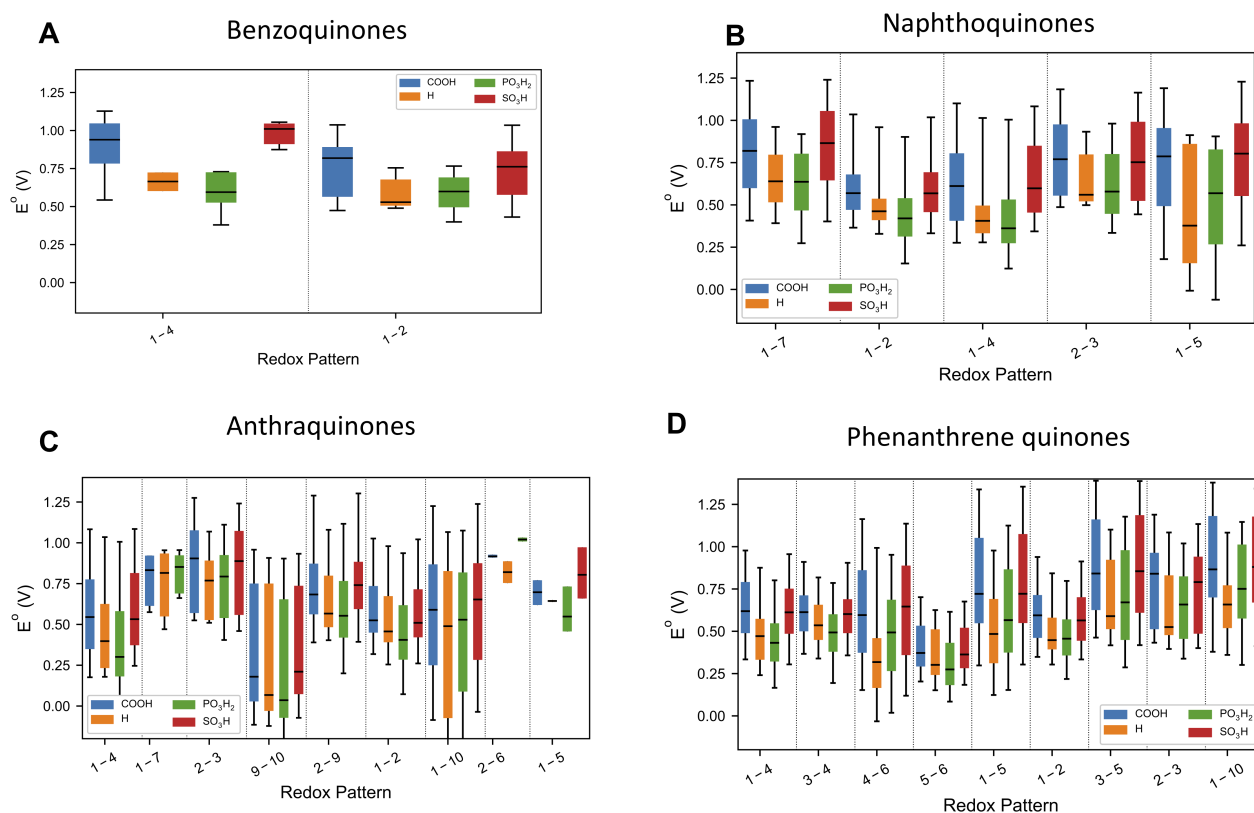 A
Benzoquinones
1.25
1.00
0.75
0.50
0.25
0.00
E° (V)
COOH
H
PO3H2
SO3H
1−4
1−2
Redox Pattern
B
Naphthoquinones
1.25
1.00
0.75
0.50
0.25
0.00
E° (V)
COOH
H
PO3H2
SO3H
1−7
1−2
1−4
2−3
1−5
Redox Pattern
C
Anthraquinones
1.25
1.00
0.75
0.50
0.25
0.00
E° (V)
COOH
H
PO3H2
SO3H
1−4
1−7
2−3
9−10
2−9
1−2
1−10
2−6
1−5
Redox Pattern
D
Phenanthrene quinones
1.25
1.00
0.75
0.50
0.25
0.00
E° (V)
COOH
H
PO3H2
SO3H
1−4
3−4
4−6
5−6
1−5
1−2
3−5
2−3
1−10
Redox Pattern